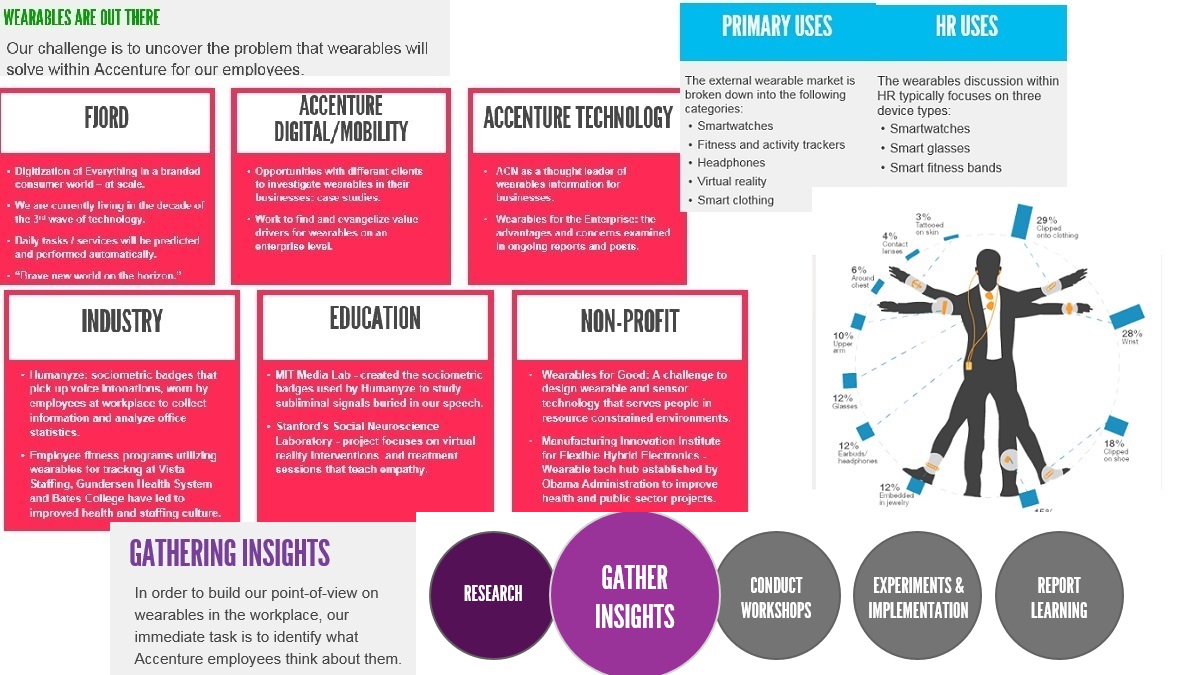 WEARABLES ARE OUT THERE
Our challenge is to uncover the problem that wearables will
solve within Accenture for our employees.
FJORD
• Digitization of Everything in a branded
consumer world – at scale.
• We are currently living in the decade of
the 3rd wave of technology.
• Daily tasks / services will be predicted
and performed automatically.
• "Brave new world on the horizon."
ACCENTURE
DIGITAL/MOBILITY
• Opportunities with different clients
to investigate wearables in their
businesses: case studies.
• Work to find and evangelize value
drivers for wearables on an
enterprise level.
ACCENTURE TECHNOLOGY
• ACN as a thought leader of
wearables information for
businesses.
• Wearables for the Enterprise: the
advantages and concerns examined
in ongoing reports and posts.
PRIMARY USES
The external wearable market is
broken down into the following
categories:
• Smartwatches
• Fitness and activity trackers
• Headphones
• Virtual reality
• Smart clothing
HR USES
The wearables discussion within
HR typically focuses on three
device types:
• Smartwatches
• Smart glasses
• Smart fitness bands
INDUSTRY
• Humanyze: sociometric badges that
pick up voice intonations, worn by
employees at workplace to collect
information and analyze office
statistics.
• Employee fitness programs utilizing
wearables for tracking at Vista
Staffing, Gundersen Health System
and Bates College have led to
improved health and staffing culture.
EDUCATION
• MIT Media Lab - created the sociometric
badges used by Humanyze to study
subliminal signals buried in our speech.
• Stanford's Social Neuroscience
Laboratory - project focuses on virtual
reality interventions and treatment
sessions that teach empathy.
NON-PROFIT
• Wearables for Good: A challenge to
design wearable and sensor
technology that serves people in
resource constrained environments.
• Manufacturing Innovation Institute
for Flexible Hybrid Electronics -
Wearable tech hub established by
Obama Administration to improve
health and public sector projects.
3%
Tattooed
on skin
29%
Clipped
onto clothing
4%
Contact
lenses
6%
Around
chest
10%
Upper
arm
28%
Wrist
12%
Glasses
12%
Earbuds/
headphones
18%
Clipped
on shoe
12%
Embedded
in jewelry
15%
GATHERING INSIGHTS
In order to build our point-of-view on
wearables in the workplace, our
immediate task is to identify what
Accenture employees think about them.
RESEARCH
GATHER
INSIGHTS
CONDUCT
WORKSHOPS
EXPERIMENTS &
IMPLEMENTATION
REPORT
LEARNING